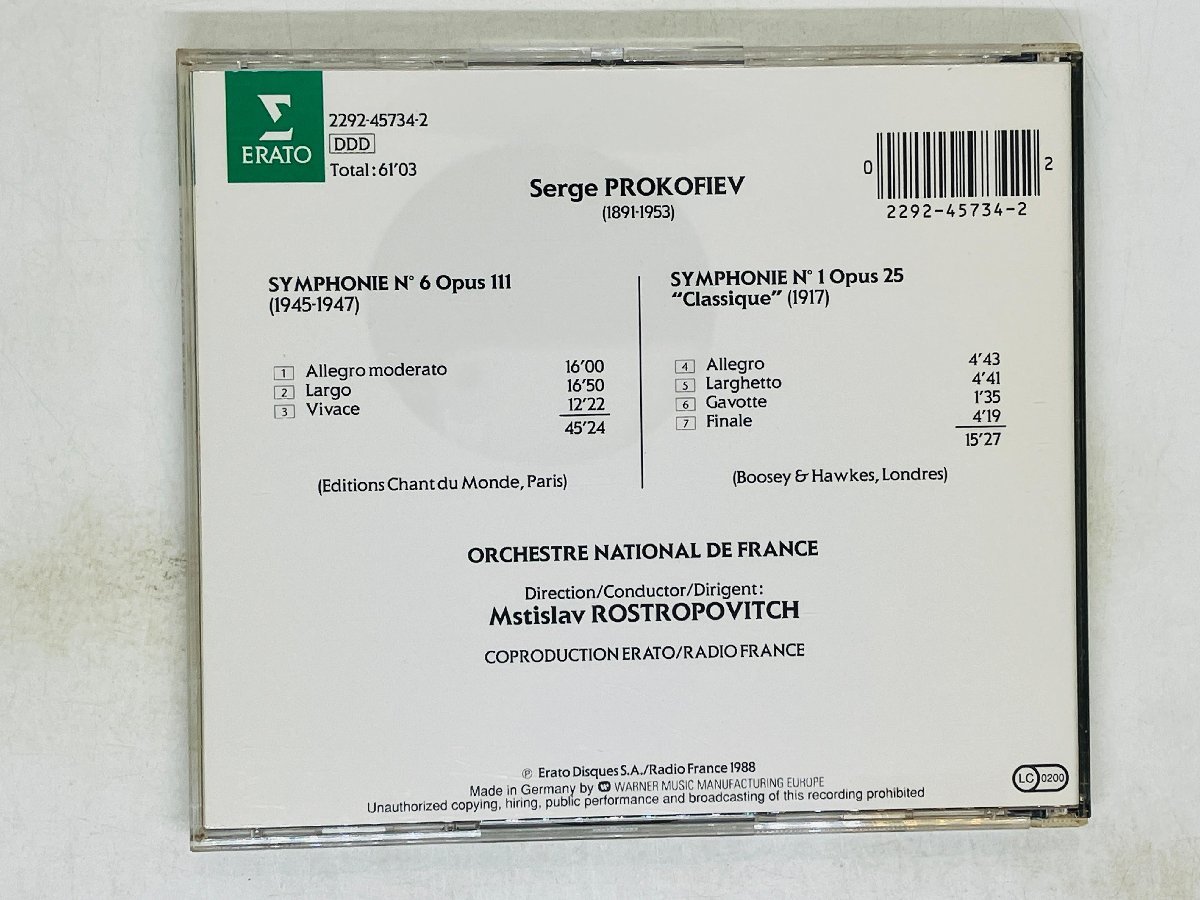 2292-45734-2
DDD
ERATO
Total:61'03
0
2
2292-45734-2
Serge PROKOFIEV
(1891-1953)
SYMPHONIE N° 6 Opus 111
(1945-1947)
1 Allegro moderato 16'00
2 Largo 16'50
3 Vivace 12'22
45'24
(Editions Chant du Monde, Paris)
SYMPHONIE N° 1 Opus 25
"Classique" (1917)
4 Allegro 4'43
5 Larghetto 4'41
6 Gavotte 1'35
7 Finale 4'19
15'27
(Boosey & Hawkes, Londres)
ORCHESTRE NATIONAL DE FRANCE
Direction/Conductor/Dirigent:
Mstislav ROSTROPOVITCH
COPRODUCTION ERATO/RADIO FRANCE
℗ Erato Disques S.A./Radio France 1988
Made in Germany by WARNER MUSIC MANUFACTURING EUROPE
Unauthorized copying, hiring, public performance and broadcasting of this recording prohibited
LC 0200